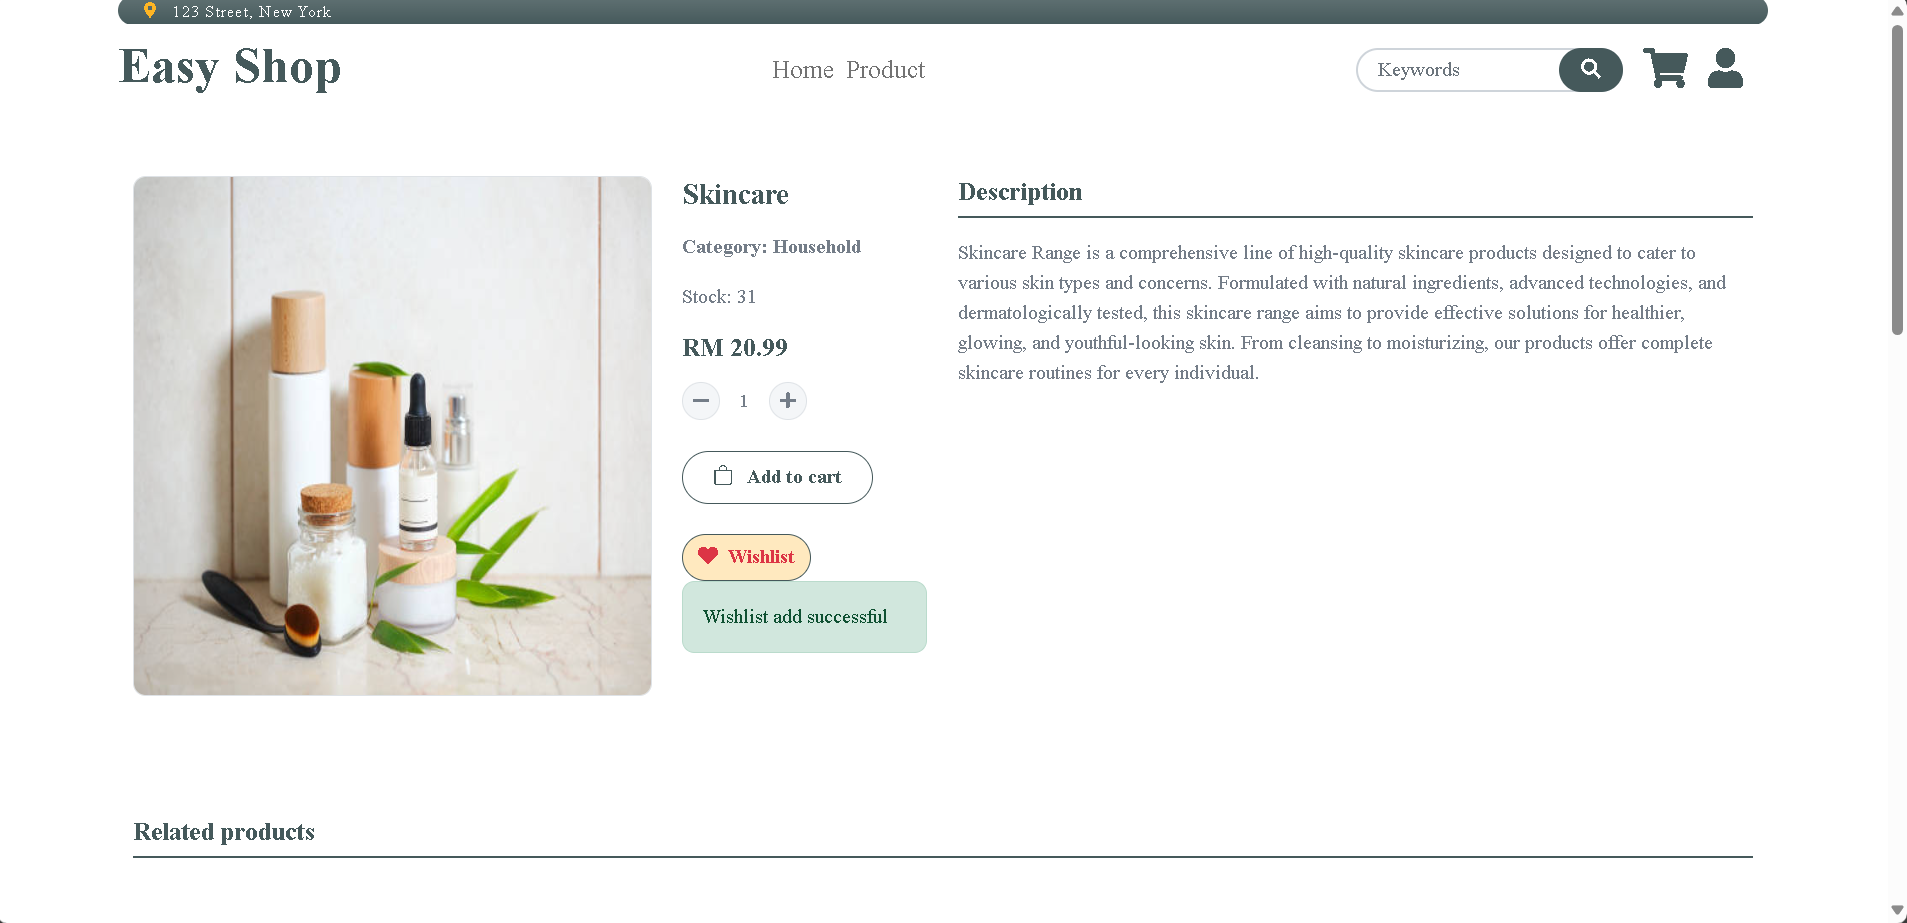 123 Street, New York
Easy Shop
Home Product
Keywords
Skincare
Category: Household
Stock: 31
RM 20.99
1
Add to cart
Wishlist
Wishlist add successful
Description
Skincare Range is a comprehensive line of high-quality skincare products designed to cater to
various skin types and concerns. Formulated with natural ingredients, advanced technologies, and
dermatologically tested, this skincare range aims to provide effective solutions for healthier,
glowing, and youthful-looking skin. From cleansing to moisturizing, our products offer complete
skincare routines for every individual.
Related products